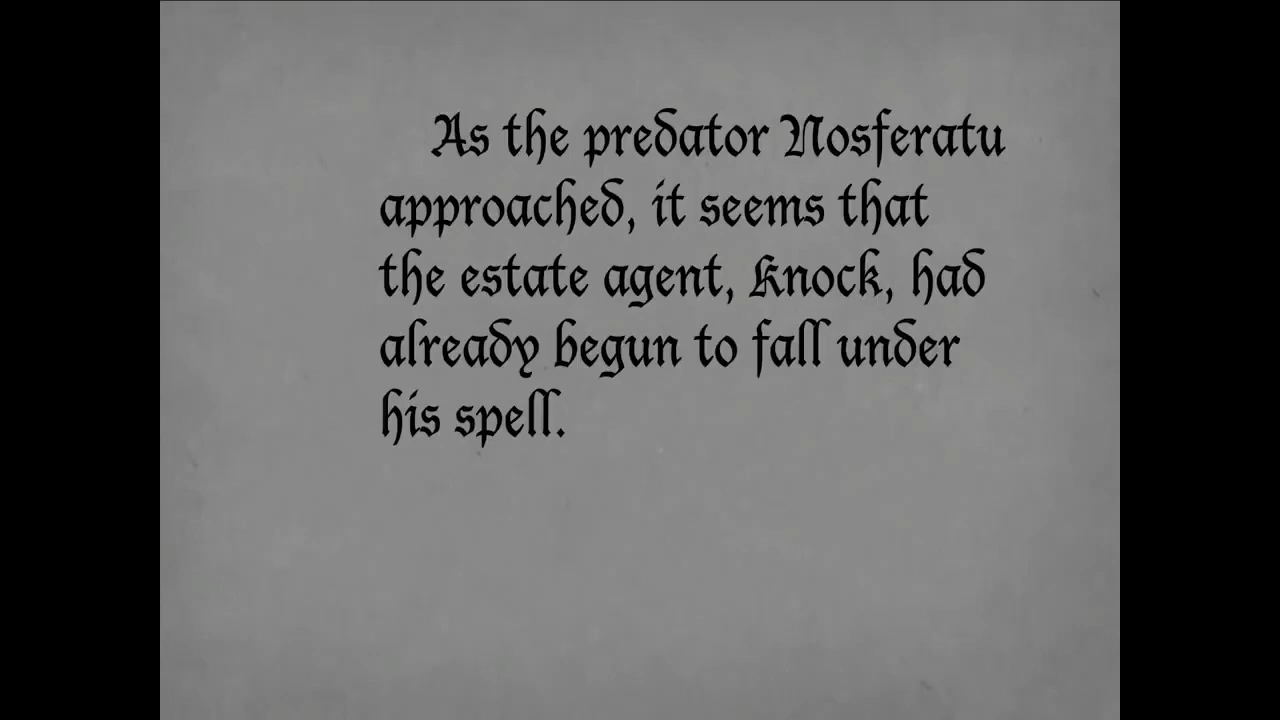 As the predator Nosferatu
approached, it seems that
the estate agent, Knock, had
already begun to fall under
his spell.